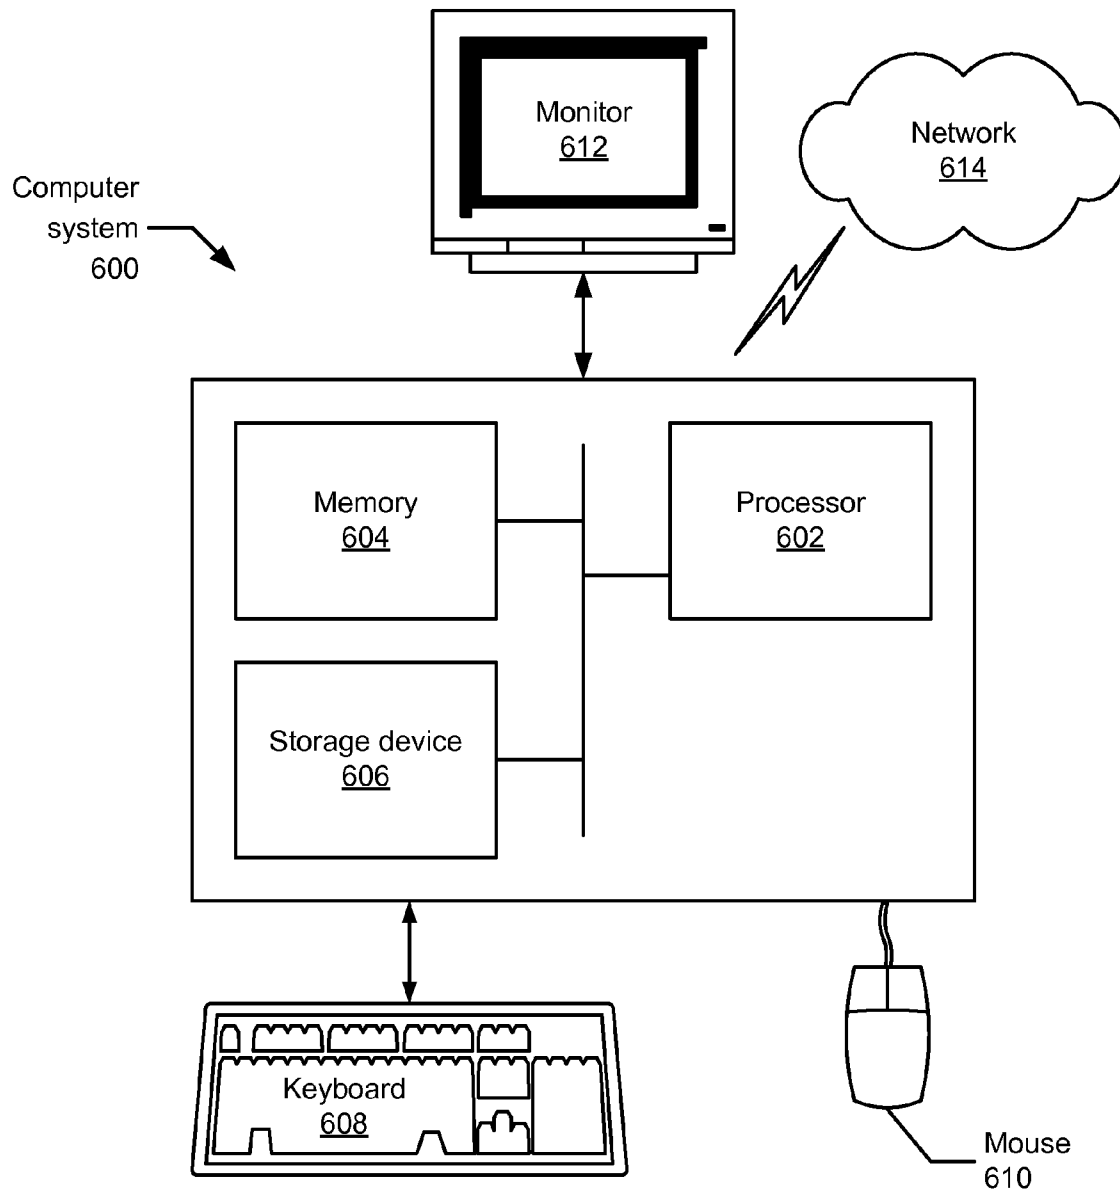 Monitor
612
Network
614
Computer
system
600
Memory
604
Processor
602
Storage device
606
Keyboard
608
Mouse
610